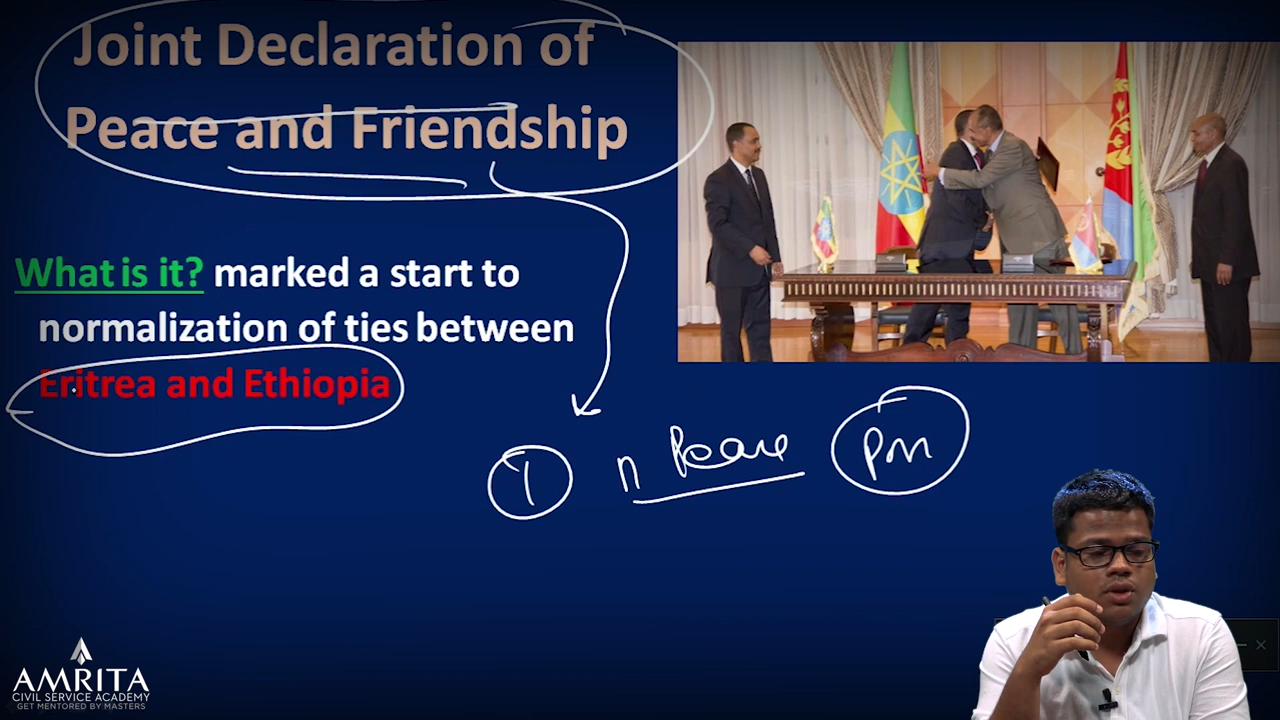 Joint Declaration of
Peace and Friendship
What is it? marked a start to
normalization of ties between
Eritrea and Ethiopia
n Peace PM
AMRITA
CIVIL SERVICE ACADEMY
GET MENTORED BY MASTERS